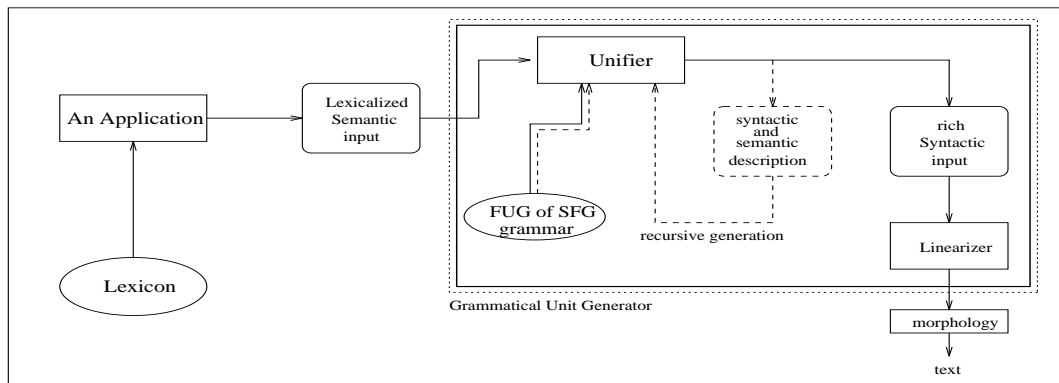 Unifier
An Application
Lexicalized
Semantic
input
syntactic
and
semantic
description
rich
Syntactic
input
FUG of SFG
grammar
recursive generation
Linearizer
Lexicon
Grammatical Unit Generator
morphology
text